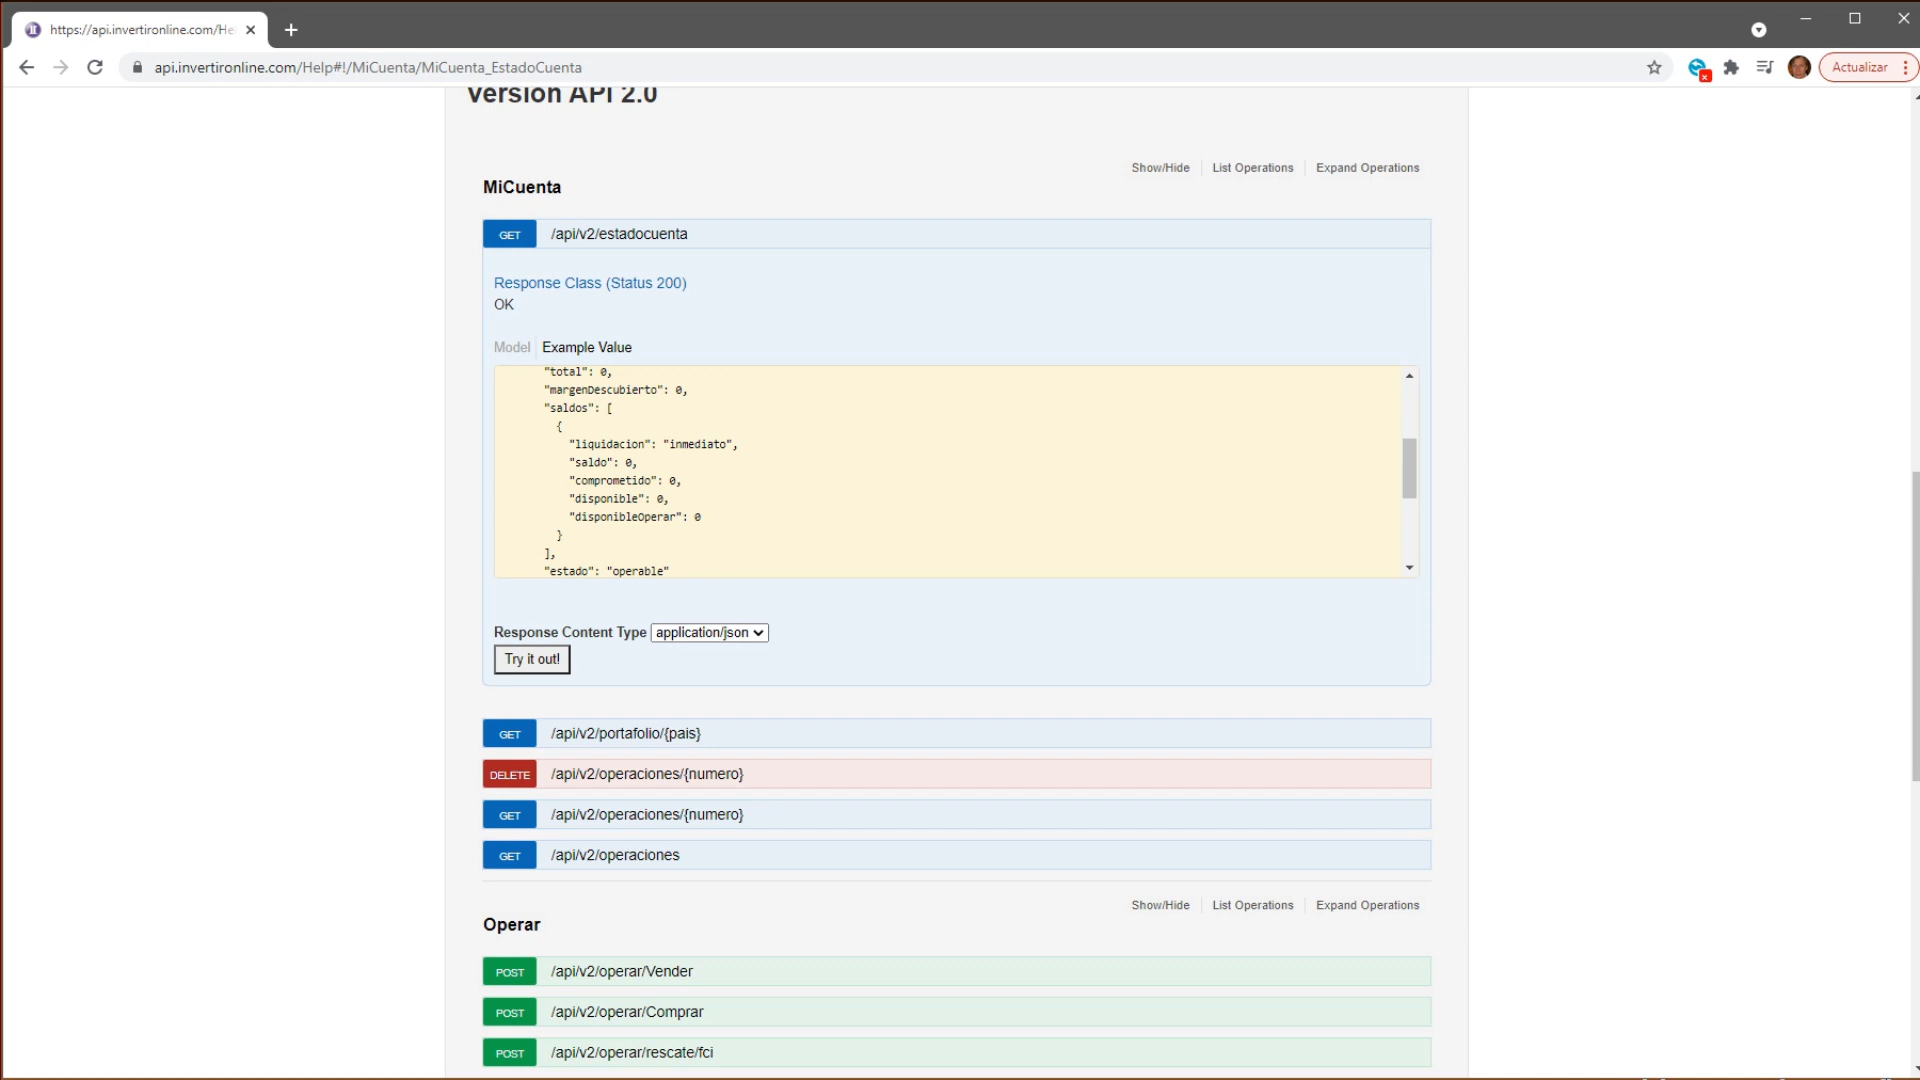 https://api.invertironline.com/He
Actualizar
api.invertironline.com/Help#!/MiCuenta/MiCuenta_EstadoCuenta
Version API 2.0
Show/Hide
List Operations
Expand Operations
MiCuenta
GET
/api/v2/estadocuenta
Response Class (Status 200)
OK
Model
Example Value
"total": 0,
"margenDescubierto": 0,
"saldos": [
{
"liquidacion": "inmediato",
"saldo": 0,
"comprometido": 0,
"disponible": 0,
"disponibleOperar": 0
}
],
"estado": "operable"
Response Content Type
application/json
Try it out!
GET
/api/v2/portafolio/{pais}
DELETE
/api/v2/operaciones/{numero}
GET
/api/v2/operaciones/{numero}
GET
/api/v2/operaciones
Show/Hide
List Operations
Expand Operations
Operar
POST
/api/v2/operar/Vender
POST
/api/v2/operar/Comprar
POST
/api/v2/operar/rescate/fci